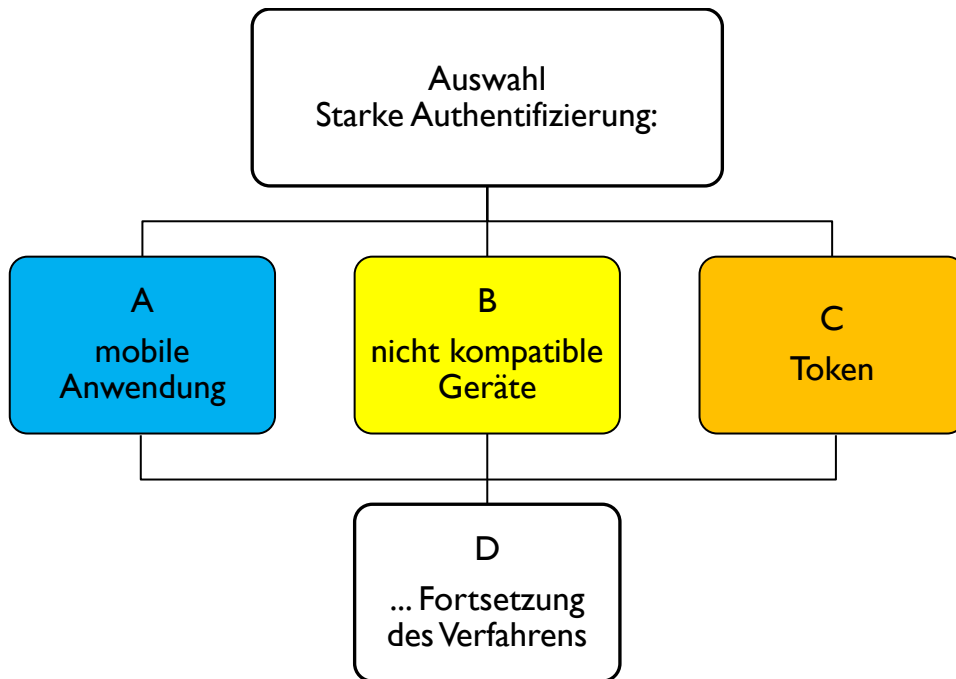 Auswahl
Starke Authentifizierung:
A
mobile
Anwendung
B
nicht kompatible
Geräte
C
Token
D
... Fortsetzung
des Verfahrens